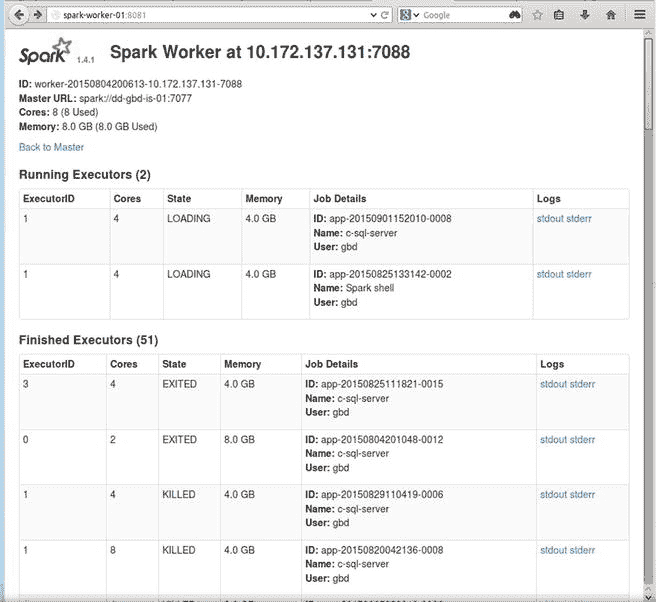 spark-worker-01:8081
Google
Spark 1.4.1 Spark Worker at 10.172.137.131:7088
ID: worker-20150804200613-10.172.137.131-7088
Master URL: spark://dd-gbd-is-01:7077
Cores: 8 (8 Used)
Memory: 8.0 GB (8.0 GB Used)
Back to Master
Running Executors (2)
ExecutorID Cores State Memory Job Details Logs
1 4 LOADING 4.0 GB ID: app-20150901152010-0008 stdout stderr
Name: c-sql-server
User: gbd
1 4 LOADING 4.0 GB ID: app-20150825133142-0002 stdout stderr
Name: Spark shell
User: gbd
Finished Executors (51)
ExecutorID Cores State Memory Job Details Logs
3 4 EXITED 4.0 GB ID: app-20150825111821-0015 stdout stderr
Name: c-sql-server
User: gbd
0 2 EXITED 8.0 GB ID: app-20150804201048-0012 stdout stderr
Name: c-sql-server
User: gbd
1 4 KILLED 4.0 GB ID: app-20150829110419-0006 stdout stderr
Name: c-sql-server
User: gbd
1 8 KILLED 4.0 GB ID: app-20150820042136-0008 stdout stderr
Name: c-sql-server
User: gbd